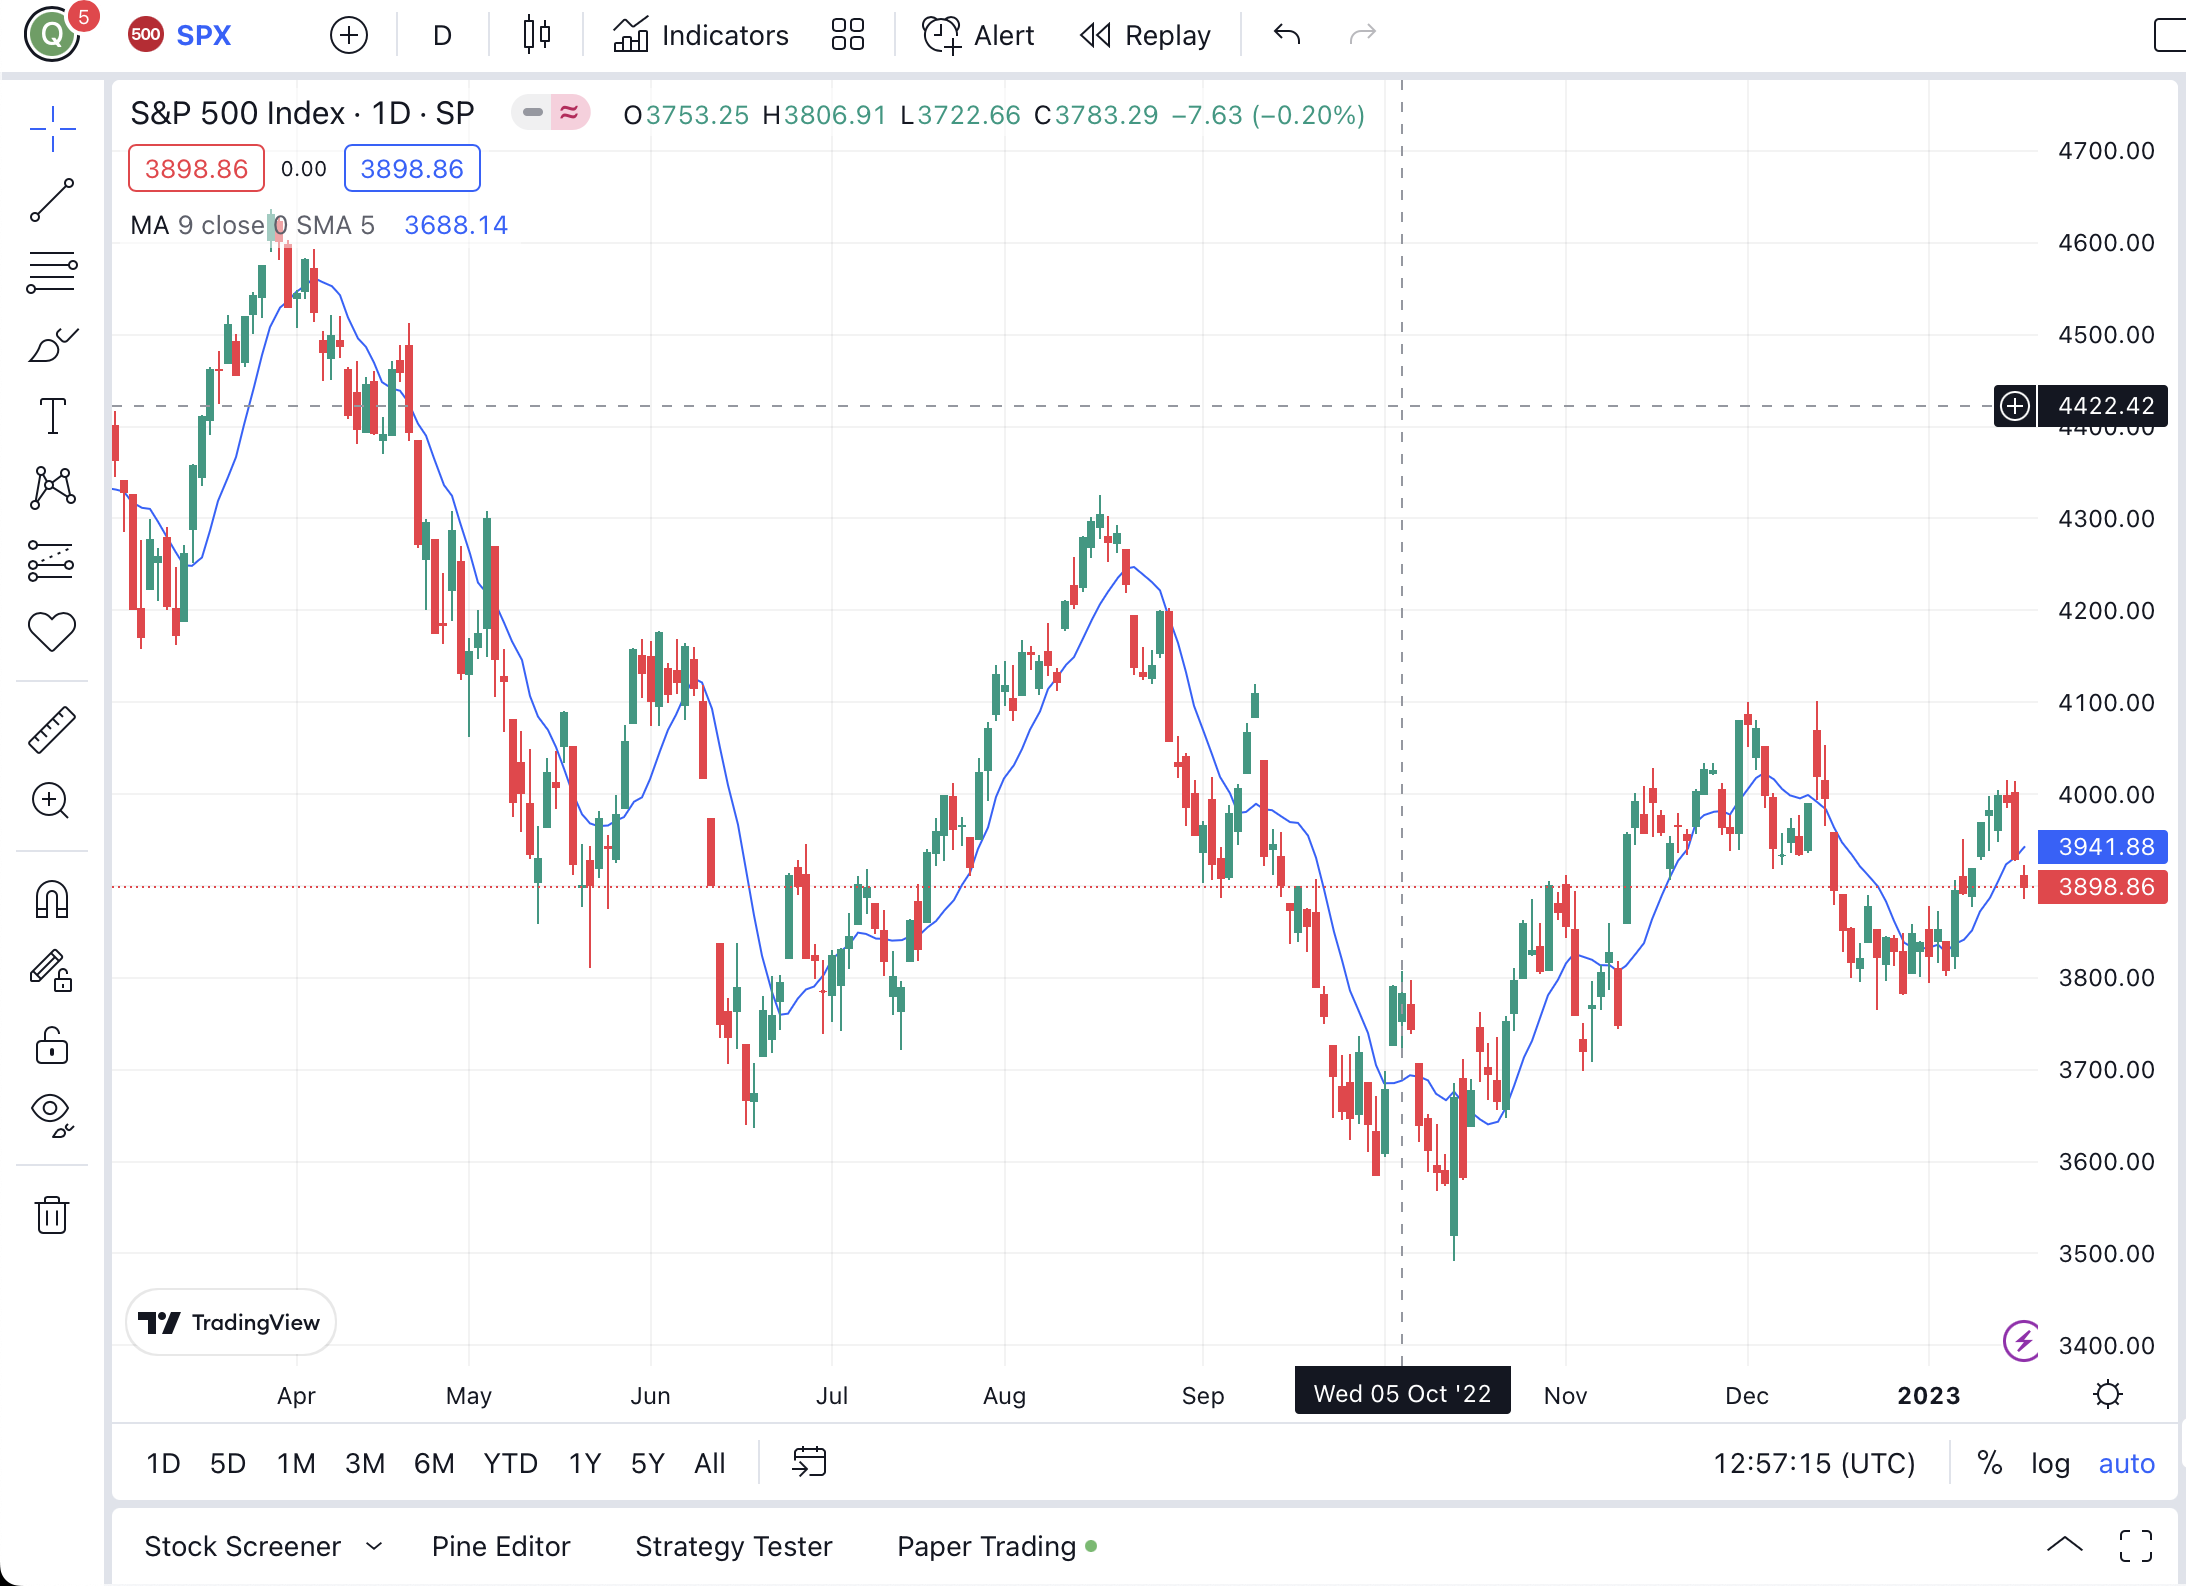 Q 5 500 SPX D Indicators Alert Replay
S&P 500 Index · 1D · SP O3753.25 H3806.91 L3722.66 C3783.29 −7.63 (−0.20%)
3898.86 0.00 3898.86
MA 9 close 0 SMA 5 3688.14
4700.00
4600.00
4500.00
4422.42
4400.00
4300.00
4200.00
4100.00
4000.00
3941.88
3898.86
3800.00
3700.00
3600.00
3500.00
3400.00
TradingView
Apr May Jun Jul Aug Sep Wed 05 Oct '22 Nov Dec 2023
1D 5D 1M 3M 6M YTD 1Y 5Y All 12:57:15 (UTC) % log auto
Stock Screener Pine Editor Strategy Tester Paper Trading